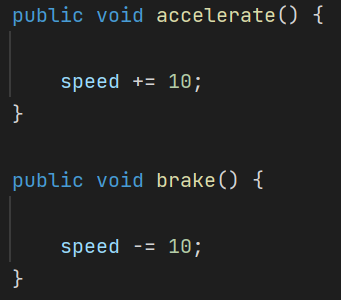 public void accelerate() {
    speed += 10;
}
public void brake() {
    speed -= 10;
}